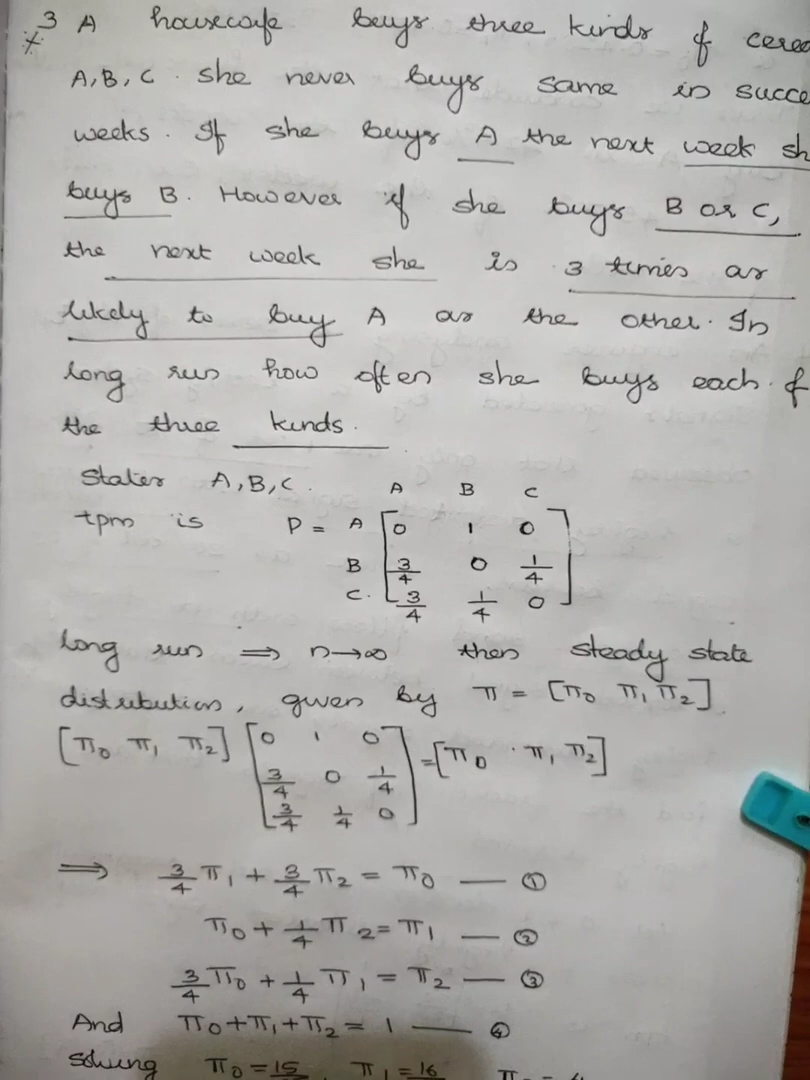 3 A housewife buys three kinds of cerea
A, B, C. she never buys same in succe
weeks. If she buys A the next week sh
buys B. However if she buys B or C,
the next week she is 3 times as
likely to buy A as the other. In
long run how often she buys each of
the three kinds.
States A, B, C.
A B C
tpm is P = A [0 1 0]
B [3/4 0 1/4]
C. [3/4 1/4 0]
long run ⟹ n→∞ then steady state
distribution, given by π = [π0 π1 π2]
[π0 π1 π2] [0 1 0; 3/4 0 1/4; 3/4 1/4 0] = [π0 π1 π2]
⟹ 3/4 π1 + 3/4 π2 = π0 — ①
π0 + 1/4 π2 = π1 — ②
3/4 π0 + 1/4 π1 = π2 — ③
And π0 + π1 + π2 = 1 — ④
Solving π0 = 15 π1 = 16